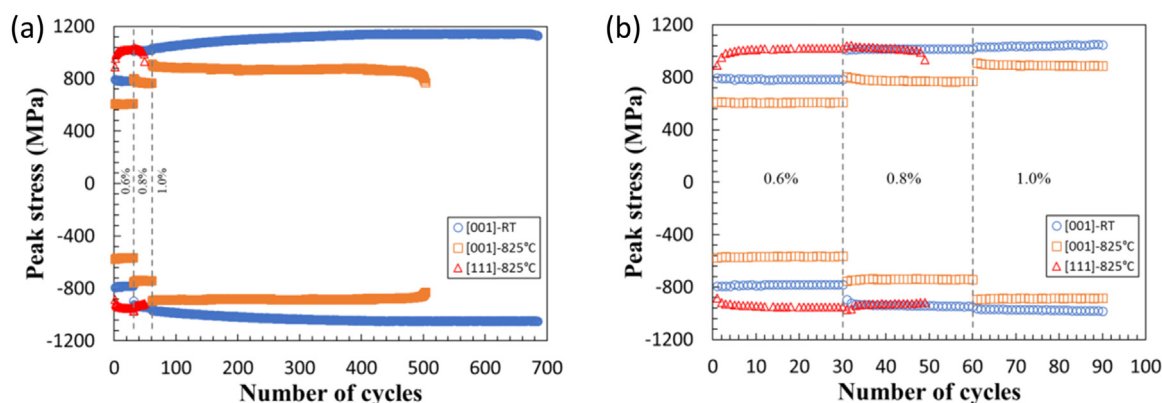 (a)
1200
800
400
0
-400
-800
-1200
Peak stress (MPa)
0.6%
0.8%
1.0%
[001]-RT
[001]-825°C
[111]-825°C
0 100 200 300 400 500 600 700
Number of cycles
(b)
1200
800
400
0
-400
-800
-1200
Peak stress (MPa)
0.6%
0.8%
1.0%
[001]-RT
[001]-825°C
[111]-825°C
0 10 20 30 40 50 60 70 80 90 100
Number of cycles